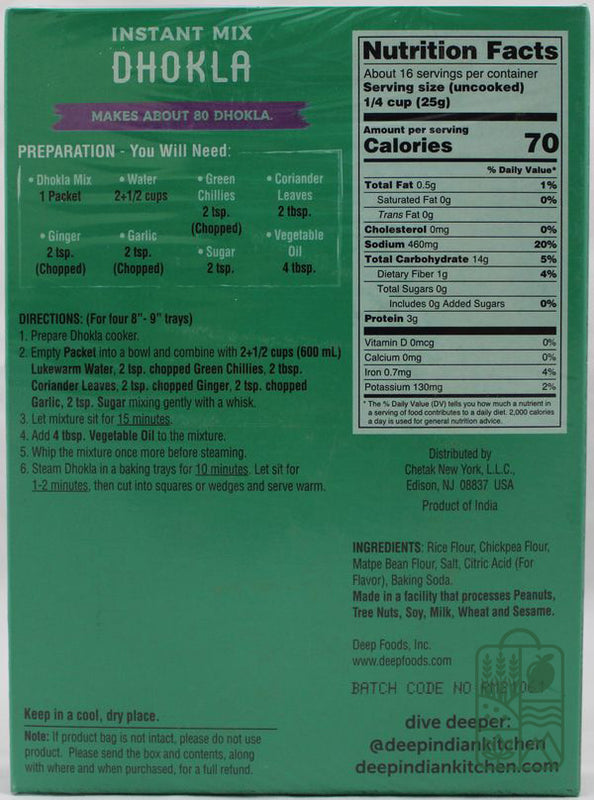 INSTANT MIX
DHOKLA
MAKES ABOUT 80 DHOKLA.
PREPARATION - You Will Need:
• Dhokla Mix
1 Packet
• Water
2+1/2 cups
• Green
Chillies
2 tsp.
(Chopped)
• Coriander
Leaves
2 tbsp.
• Ginger
2 tsp.
(Chopped)
• Garlic
2 tsp.
(Chopped)
• Sugar
2 tsp.
• Vegetable
Oil
4 tbsp.
DIRECTIONS: (For four 8"- 9" trays)
1. Prepare Dhokla cooker.
2. Empty Packet into a bowl and combine with 2+1/2 cups (600 mL)
Lukewarm Water, 2 tsp. chopped Green Chillies, 2 tbsp.
Coriander Leaves, 2 tsp. chopped Ginger, 2 tsp. chopped
Garlic, 2 tsp. Sugar mixing gently with a whisk.
3. Let mixture sit for 15 minutes.
4. Add 4 tbsp. Vegetable Oil to the mixture.
5. Whip the mixture once more before steaming.
6. Steam Dhokla in a baking trays for 10 minutes. Let sit for
1-2 minutes, then cut into squares or wedges and serve warm.
Keep in a cool, dry place.
Note: If product bag is not intact, please do not use
product. Please send the box and contents, along
with where and when purchased, for a full refund.
Nutrition Facts
About 16 servings per container
Serving size (uncooked)
1/4 cup (25g)
Amount per serving
Calories 70
% Daily Value*
Total Fat 0.5g 1%
Saturated Fat 0g 0%
Trans Fat 0g
Cholesterol 0mg 0%
Sodium 460mg 20%
Total Carbohydrate 14g 5%
Dietary Fiber 1g 4%
Total Sugars 0g
Includes 0g Added Sugars 0%
Protein 3g
Vitamin D 0mcg 0%
Calcium 0mg 0%
Iron 0.7mg 4%
Potassium 130mg 2%
* The % Daily Value (DV) tells you how much a nutrient in
a serving of food contributes to a daily diet. 2,000 calories
a day is used for general nutrition advice.
Distributed by
Chetak New York, L.L.C.,
Edison, NJ 08837 USA
Product of India
INGREDIENTS: Rice Flour, Chickpea Flour,
Matpe Bean Flour, Salt, Citric Acid (For
Flavor), Baking Soda.
Made in a facility that processes Peanuts,
Tree Nuts, Soy, Milk, Wheat and Sesame.
Deep Foods, Inc.
www.deepfoods.com
BATCH CODE NO
dive deeper:
@deepindiankitchen
deepindiankitchen.com